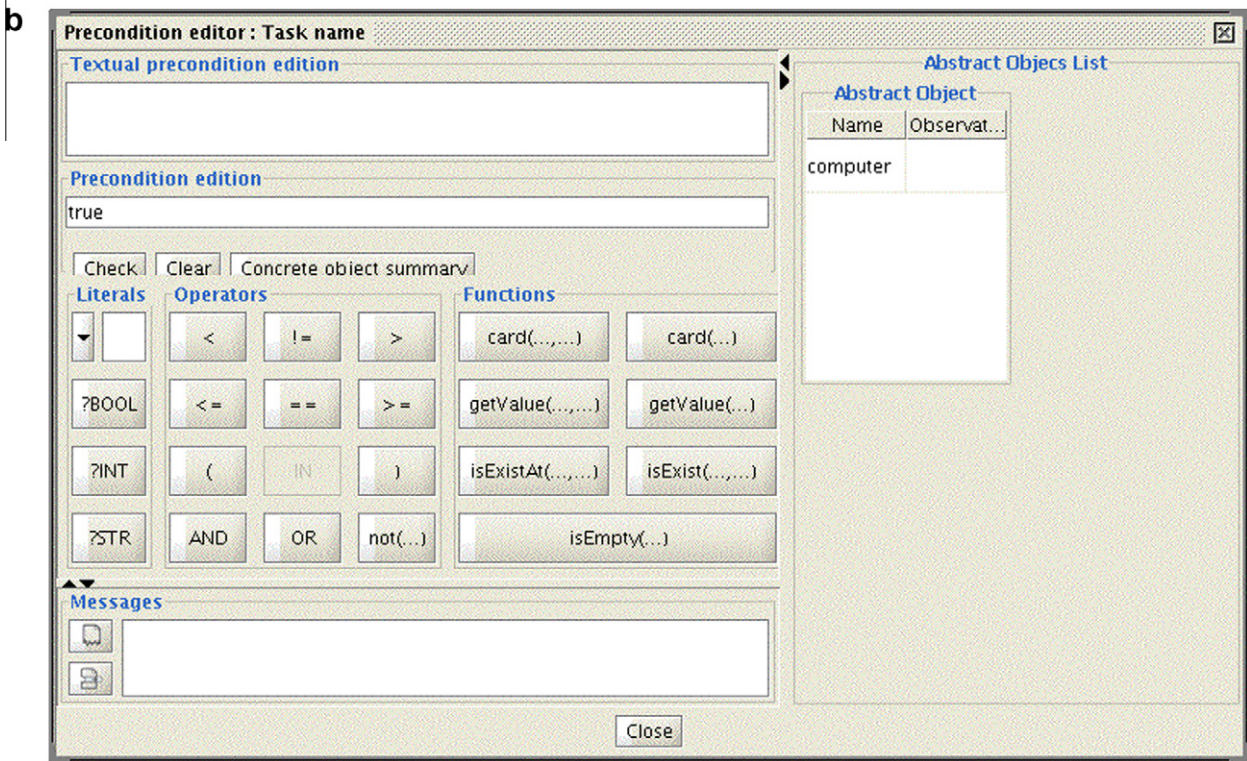 b
Precondition editor : Task name
Textual precondition edition
Precondition edition
true
Check Clear Concrete object summary
Literals Operators Functions
< != > card(...,...) card(...)
?BOOL <= == >= getValue(...,...) getValue(...)
?INT ( IN ) isExistAt(...,...) isExist(...,...)
?STR AND OR not(...) isEmpty(...)
Messages
Abstract Objecs List
Abstract Object
Name Observat...
computer
Close